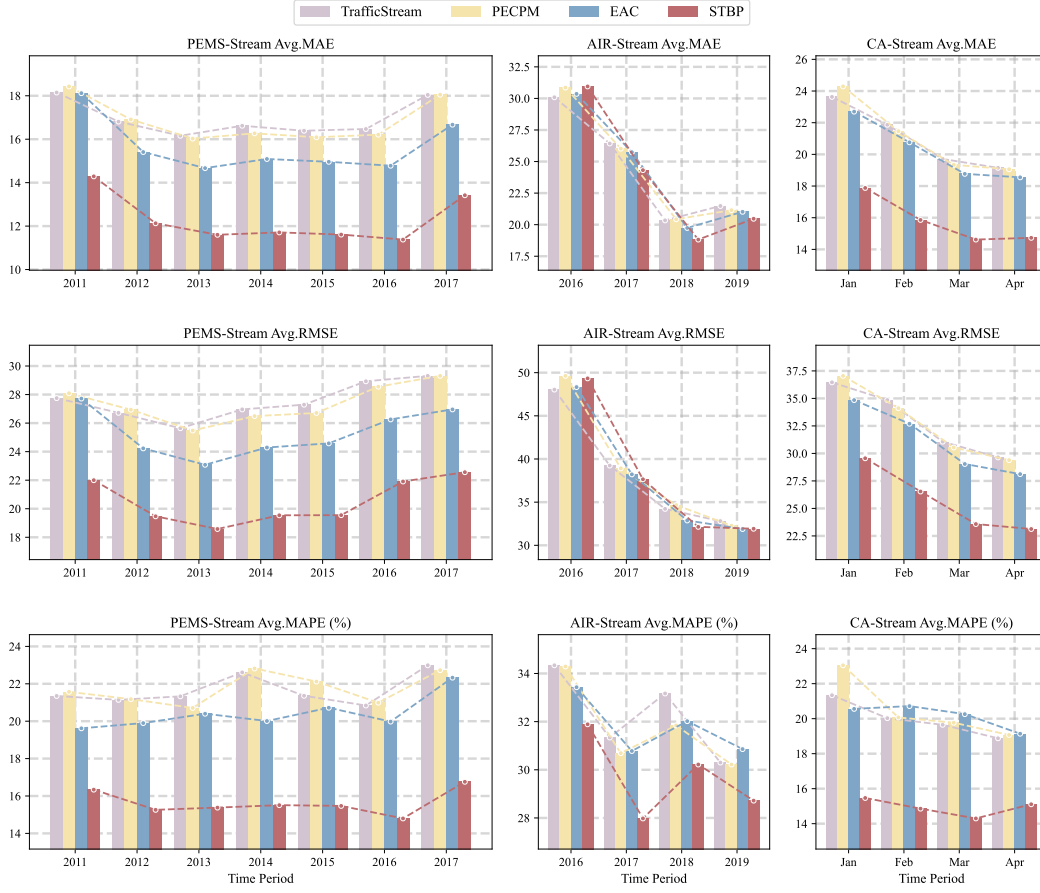 TrafficStream PECPM EAC STBP
PEMS-Stream Avg.MAE
18
16
14
12
10
2011 2012 2013 2014 2015 2016 2017
AIR-Stream Avg.MAE
32.5
30.0
27.5
25.0
22.5
20.0
17.5
2016 2017 2018 2019
CA-Stream Avg.MAE
26
24
22
20
18
16
14
Jan Feb Mar Apr
PEMS-Stream Avg.RMSE
30
28
26
24
22
20
18
2011 2012 2013 2014 2015 2016 2017
AIR-Stream Avg.RMSE
50
45
40
35
30
2016 2017 2018 2019
CA-Stream Avg.RMSE
37.5
35.0
32.5
30.0
27.5
25.0
22.5
Jan Feb Mar Apr
PEMS-Stream Avg.MAPE (%)
24
22
20
18
16
14
2011 2012 2013 2014 2015 2016 2017
Time Period
AIR-Stream Avg.MAPE (%)
34
32
30
28
2016 2017 2018 2019
Time Period
CA-Stream Avg.MAPE (%)
24
22
20
18
16
14
Jan Feb Mar Apr
Time Period